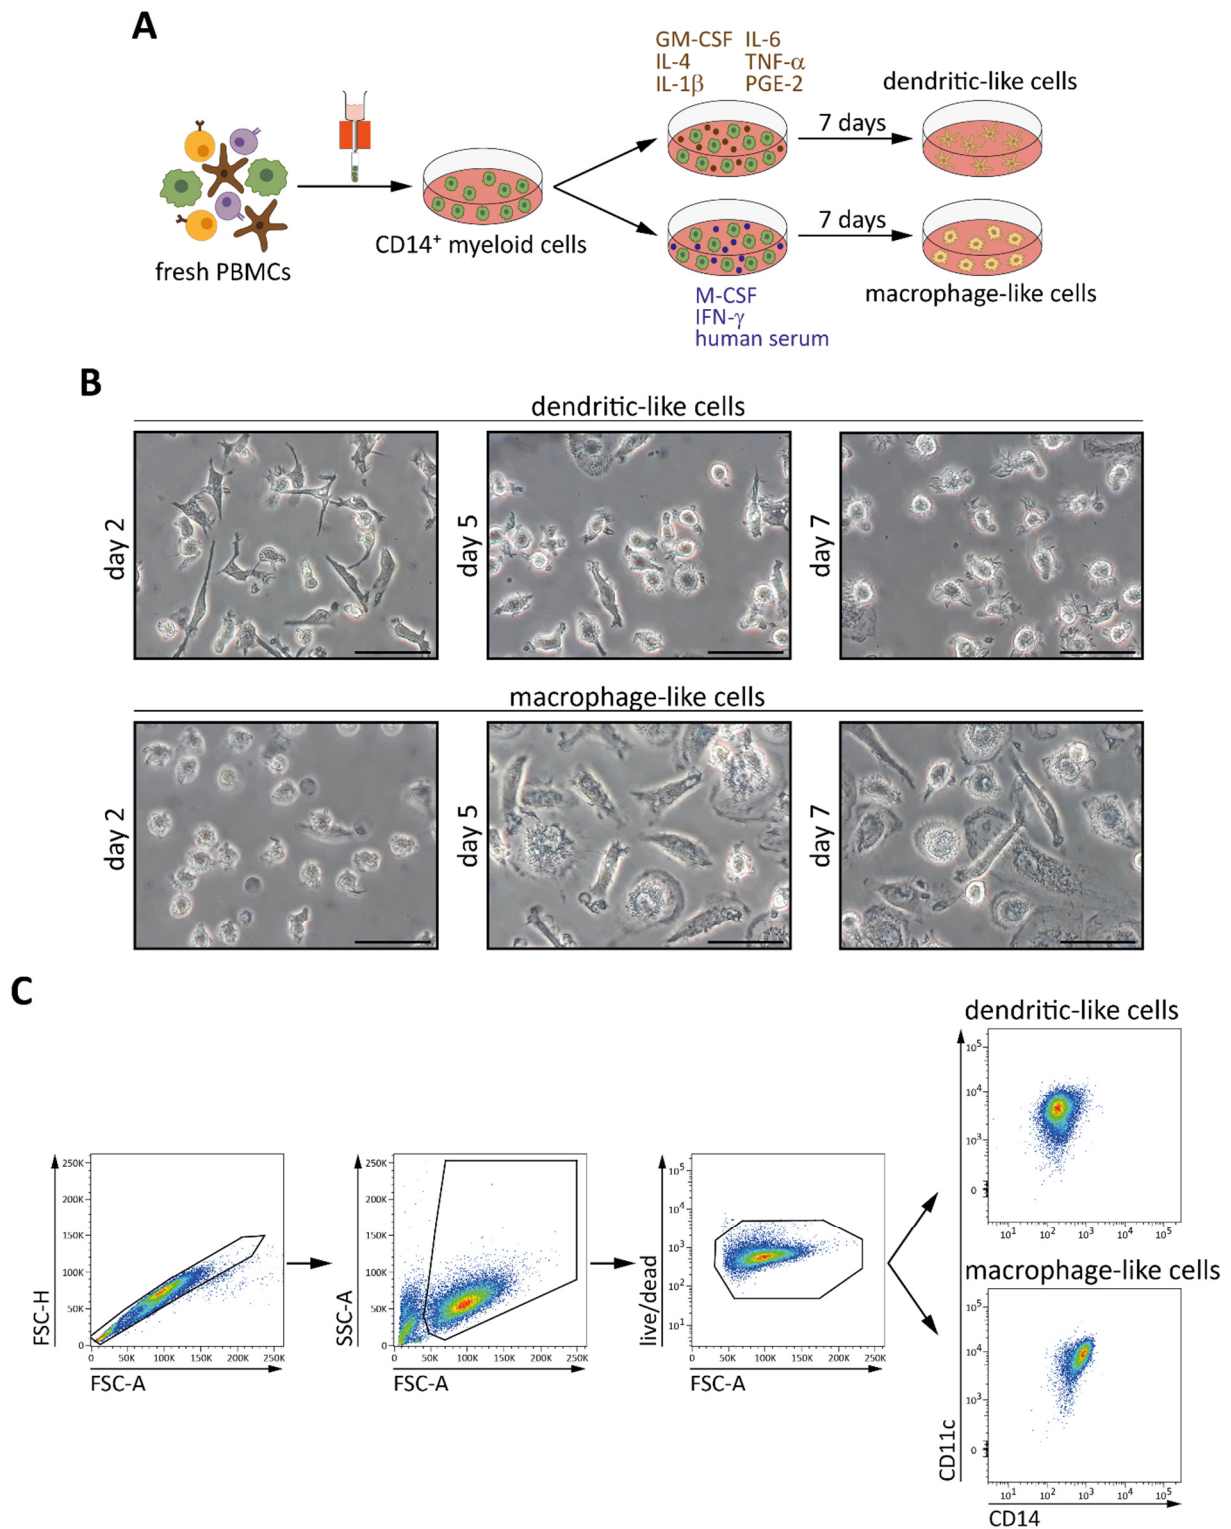 A
GM-CSF IL-6
IL-4 TNF-α
IL-1β PGE-2
dendritic-like cells
7 days
CD14⁺ myeloid cells
fresh PBMCs
7 days
macrophage-like cells
M-CSF
IFN-γ
human serum
B
dendritic-like cells
day 2
day 5
day 7
macrophage-like cells
day 2
day 5
day 7
C
dendritic-like cells
10⁵
10⁴
10³
0
10¹ 10² 10³ 10⁴ 10⁵
250K
200K
150K
100K
50K
0
FSC-H
0 50K 100K 150K 200K 250K
FSC-A
250K
200K
150K
100K
50K
0
SSC-A
0 50K 100K 150K 200K 250K
FSC-A
10⁵
10⁴
10³
10²
10¹
live/dead
0 50K 100K 150K 200K 250K
FSC-A
macrophage-like cells
10⁵
10⁴
10³
0
CD11c
10¹ 10² 10³ 10⁴ 10⁵
CD14